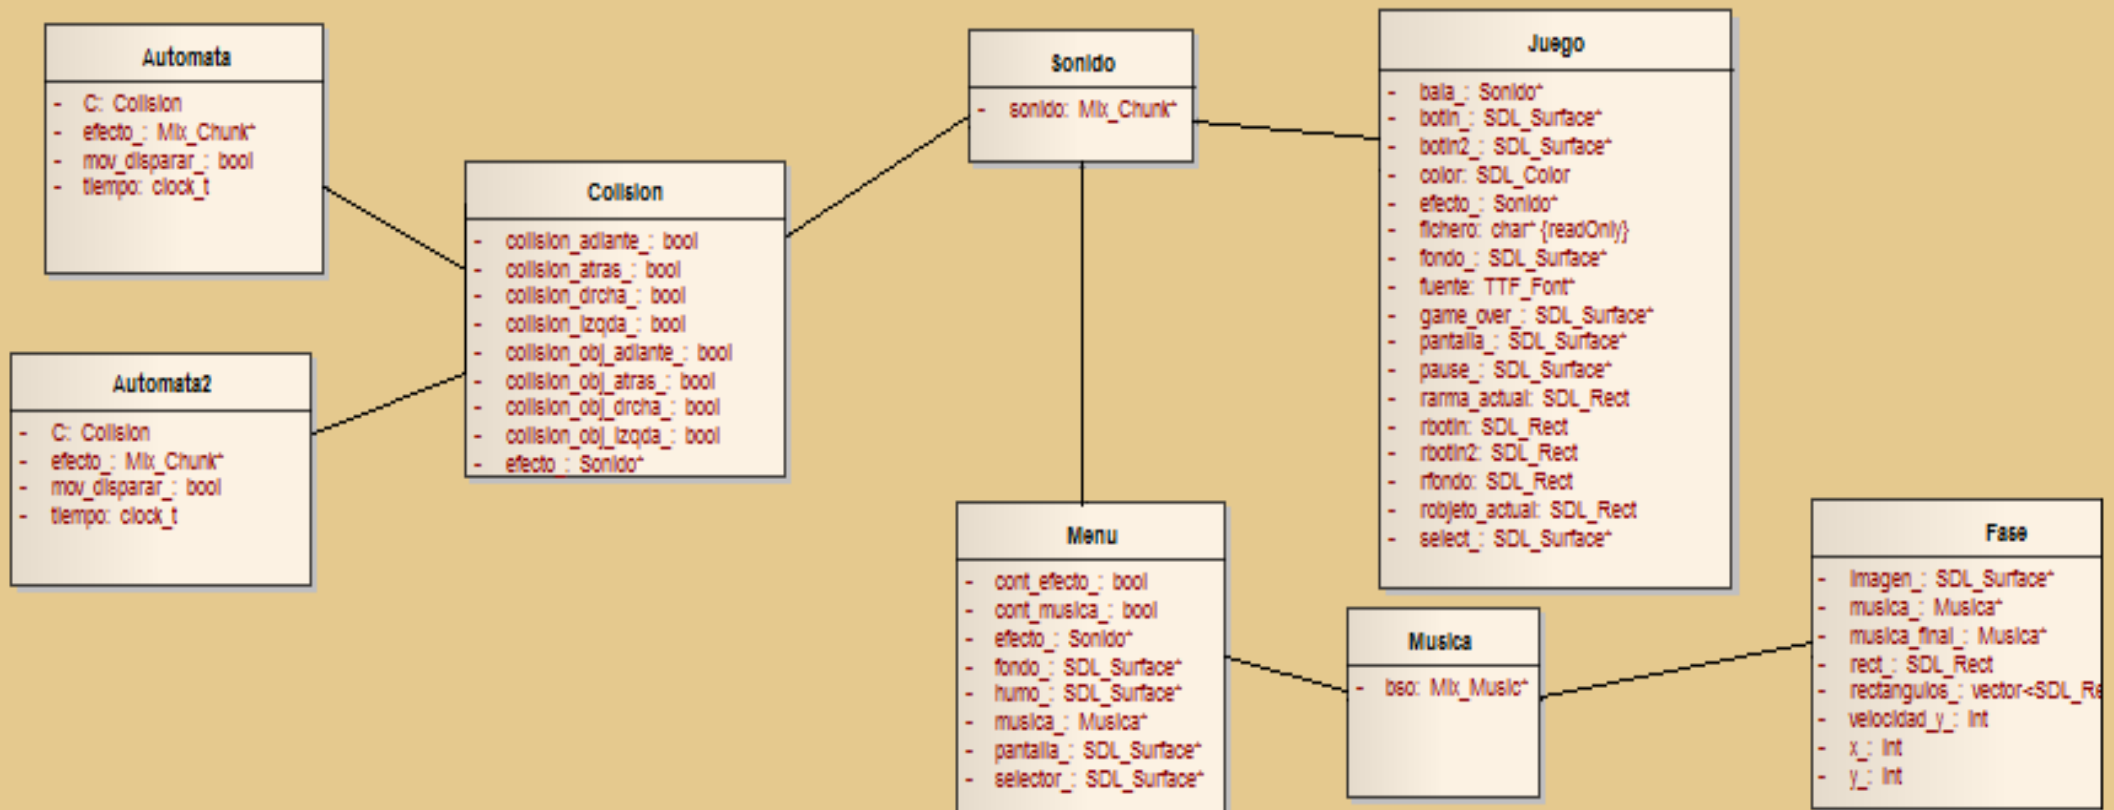 Automata
- C: Colision
- efecto_: Mix_Chunk*
- mov_disparar_: bool
- tiempo: clock_t
Automata2
- C: Colision
- efecto_: Mix_Chunk*
- mov_disparar_: bool
- tiempo: clock_t
Colision
- colision_adlante_: bool
- colision_atras_: bool
- colision_drcha_: bool
- colision_izqda_: bool
- colision_obj_adlante_: bool
- colision_obj_atras_: bool
- colision_obj_drcha_: bool
- colision_obj_izqda_: bool
- efecto_: Sonido*
Sonido
- sonido: Mix_Chunk*
Juego
- bala_: Sonido*
- botin_: SDL_Surface*
- botin2_: SDL_Surface*
- color: SDL_Color
- efecto_: Sonido*
- fichero: char* {readOnly}
- fondo_: SDL_Surface*
- fuente: TTF_Font*
- game_over_: SDL_Surface*
- pantalla_: SDL_Surface*
- pause_: SDL_Surface*
- rarma_actual: SDL_Rect
- rbotin: SDL_Rect
- rbotin2: SDL_Rect
- rfondo: SDL_Rect
- robjeto_actual: SDL_Rect
- select_: SDL_Surface*
Menu
- cont_efecto_: bool
- cont_musica_: bool
- efecto_: Sonido*
- fondo_: SDL_Surface*
- humo_: SDL_Surface*
- musica_: Musica*
- pantalla_: SDL_Surface*
- selector_: SDL_Surface*
Musica
- bso: Mix_Music*
Fase
- imagen_: SDL_Surface*
- musica_: Musica*
- musica_final_: Musica*
- rect_: SDL_Rect
- rectangulos_: vector<SDL_Re
- velocidad_y_: int
- x_: int
- y_: int